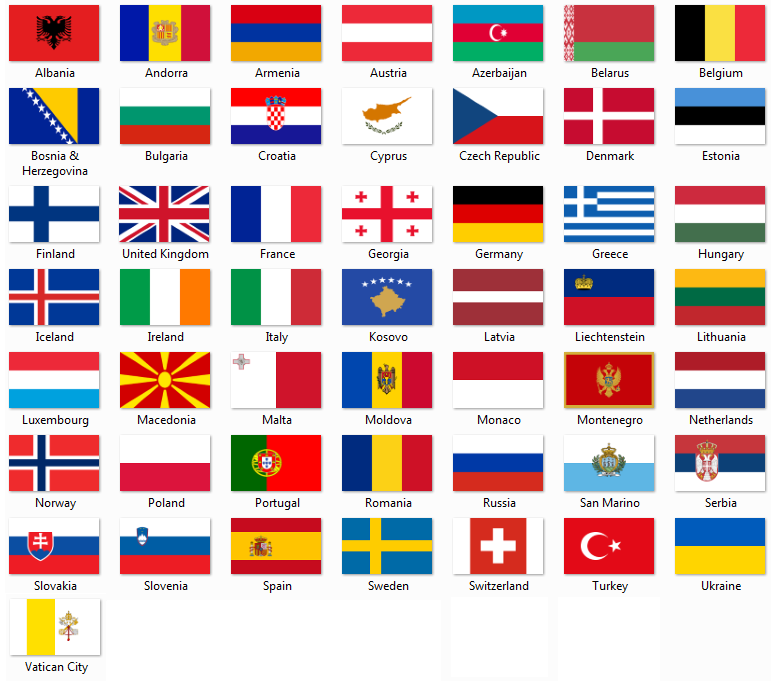 Albania
Andorra
Armenia
Austria
Azerbaijan
Belarus
Belgium
Bosnia &
Herzegovina
Bulgaria
Croatia
Cyprus
Czech Republic
Denmark
Estonia
Finland
United Kingdom
France
Georgia
Germany
Greece
Hungary
Iceland
Ireland
Italy
Kosovo
Latvia
Liechtenstein
Lithuania
Luxembourg
Macedonia
Malta
Moldova
Monaco
Montenegro
Netherlands
Norway
Poland
Portugal
Romania
Russia
San Marino
Serbia
Slovakia
Slovenia
Spain
Sweden
Switzerland
Turkey
Ukraine
Vatican City